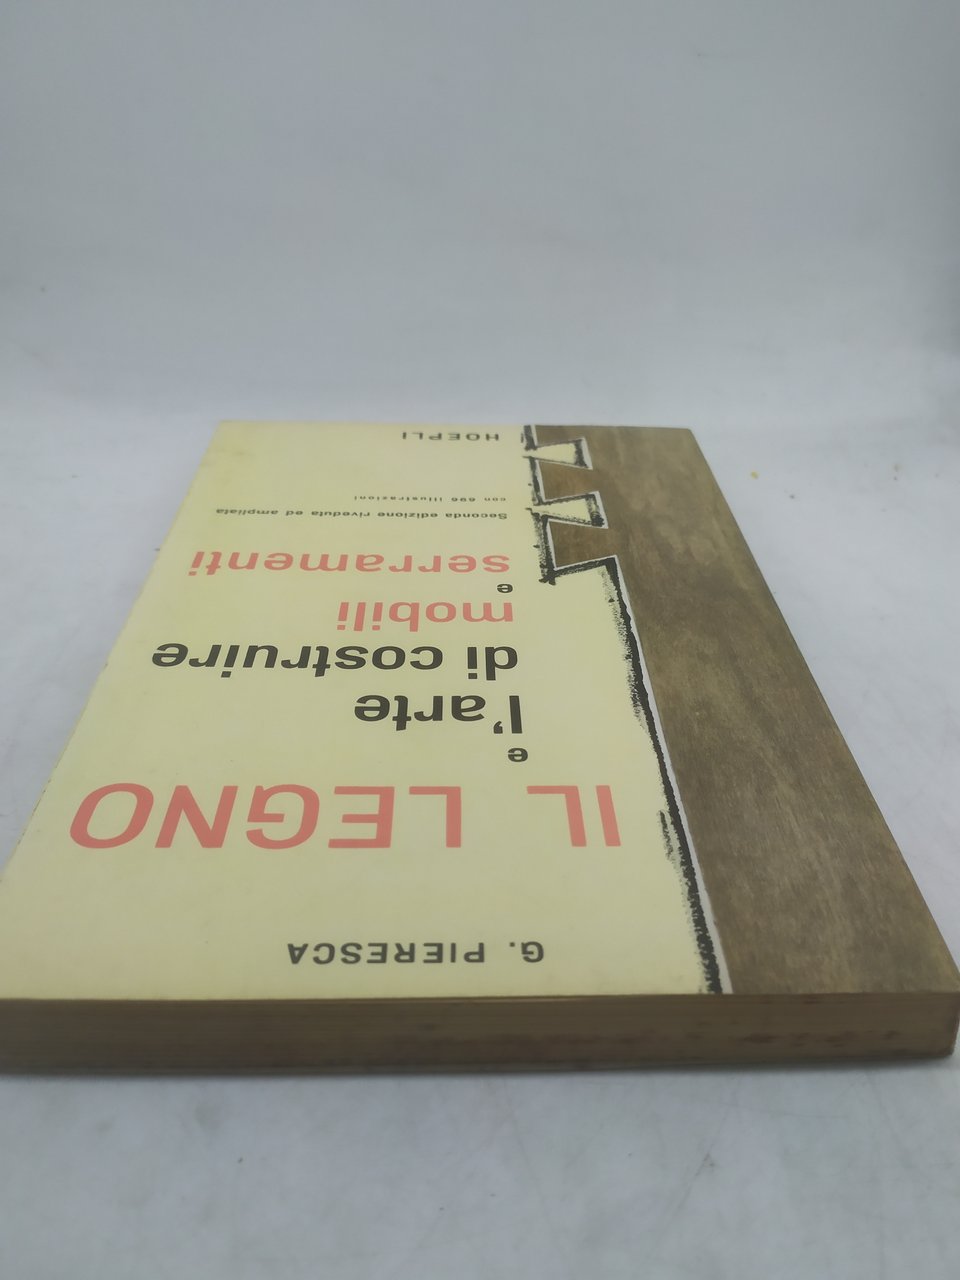 G. PIERESCA
IL LEGNO
e
l'arte
di costruire
mobili
e
serramenti
Seconda edizione riveduta ed ampliata
con 696 illustrazioni
HOEPLI